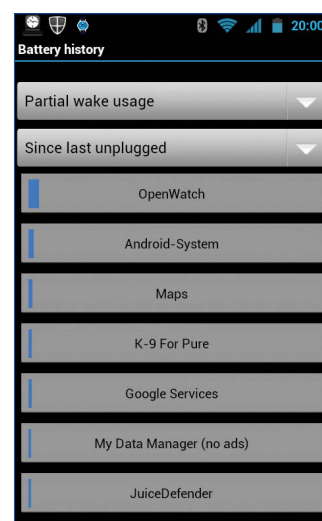 20:00
Battery history
Partial wake usage
Since last unplugged
OpenWatch
Android-System
Maps
K-9 For Pure
Google Services
My Data Manager (no ads)
JuiceDefender